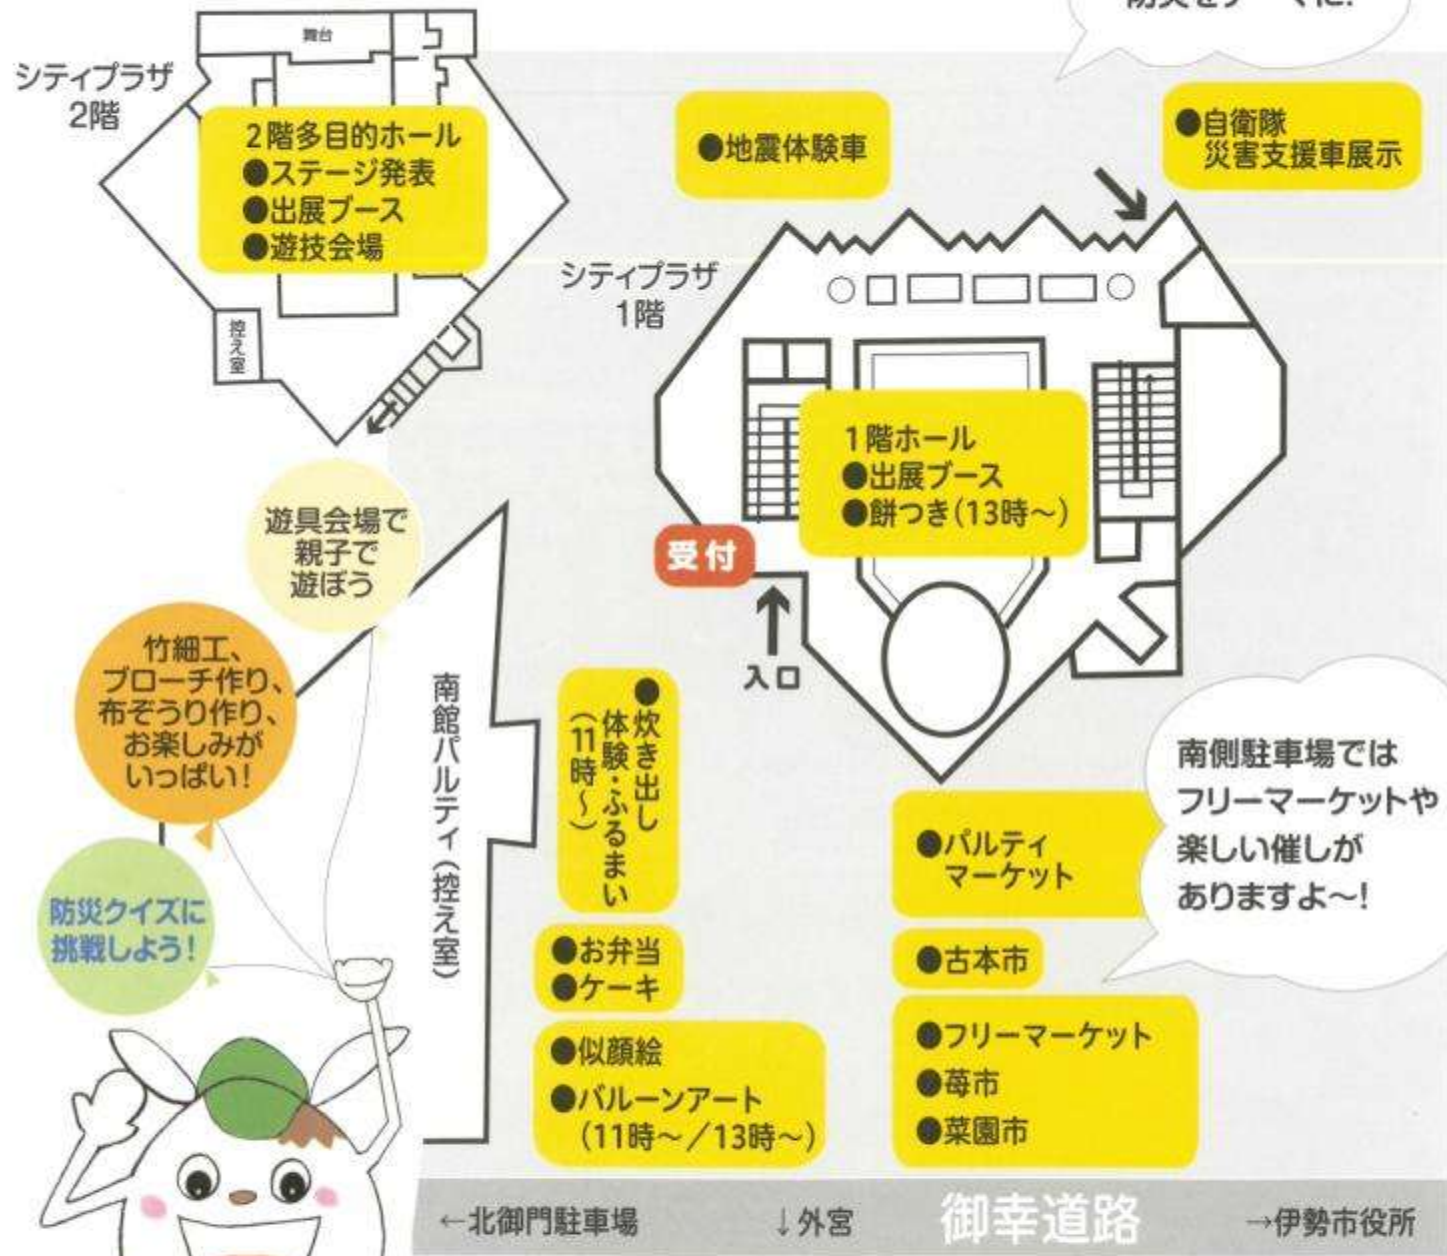 防災をテーマに!
舞台
シティプラザ
2階
2階多目的ホール
●ステージ発表
●出展ブース
●遊技会場
控え室
●地震体験車
●自衛隊
災害支援車展示
シティプラザ
1階
1階ホール
●出展ブース
●餅つき(13時〜)
受付
入口
遊具会場で
親子で
遊ぼう
竹細工、
ブローチ作り、
布ぞうり作り、
お楽しみが
いっぱい!
防災クイズに
挑戦しよう!
南館パルティ(控え室)
●炊き出し
体験・ふるまい
(11時〜)
●お弁当
●ケーキ
●似顔絵
●バルーンアート
(11時〜/13時〜)
●パルティ
マーケット
●古本市
●フリーマーケット
●苺市
●菜園市
南側駐車場では
フリーマーケットや
楽しい催しが
ありますよ〜!
←北御門駐車場
↓外宮
御幸道路
→伊勢市役所